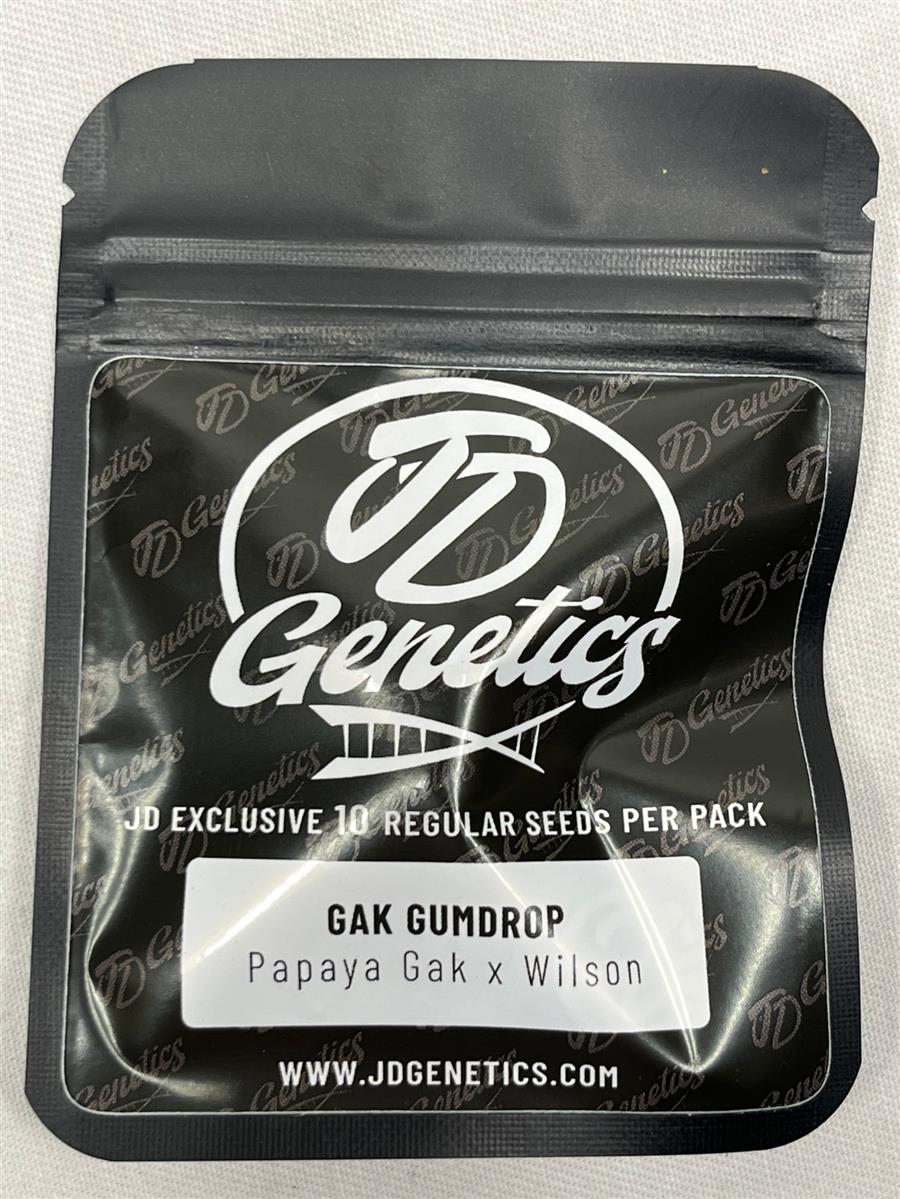 JD
Genetics
JD EXCLUSIVE 10 REGULAR SEEDS PER PACK
GAK GUMDROP
Papaya Gak x Wilson
WWW.JDGENETICS.COM